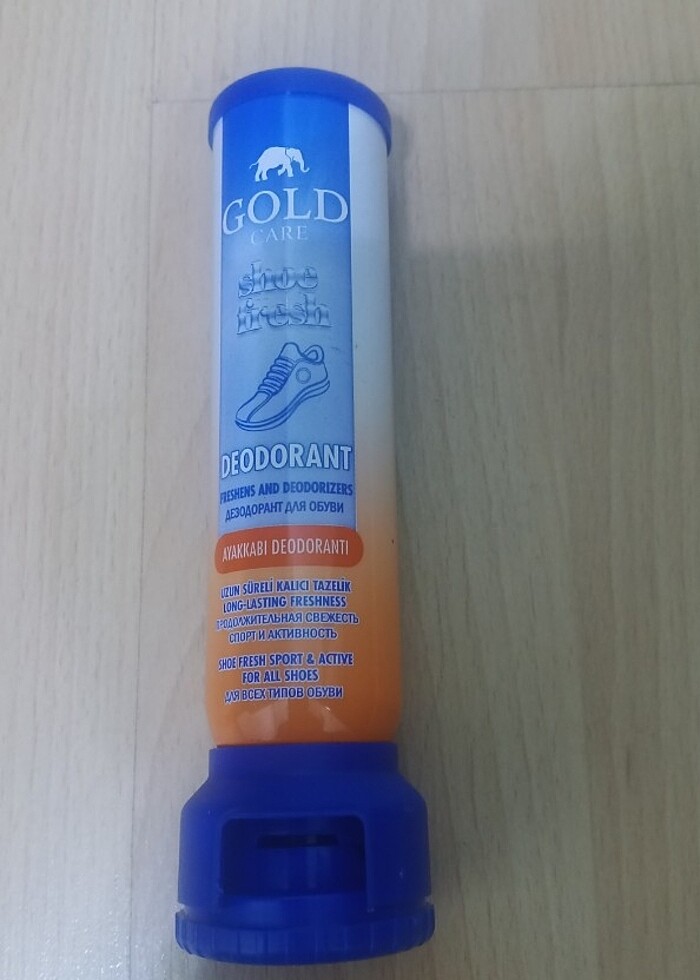 GOLD
CARE
shoe
fresh
DEODORANT
FRESHENS AND DEODORIZERS
ДЕЗОДОРАНТ ДЛЯ ОБУВИ
AYAKKABI DEODORANTI
UZUN SÜRELİ KALICI TAZELİK
LONG-LASTING FRESHNESS
ПРОДОЛЖИТЕЛЬНАЯ СВЕЖЕСТЬ
СПОРТ И АКТИВНОСТЬ
SHOE FRESH SPORT & ACTIVE
FOR ALL SHOES
ДЛЯ ВСЕХ ТИПОВ ОБУВИ